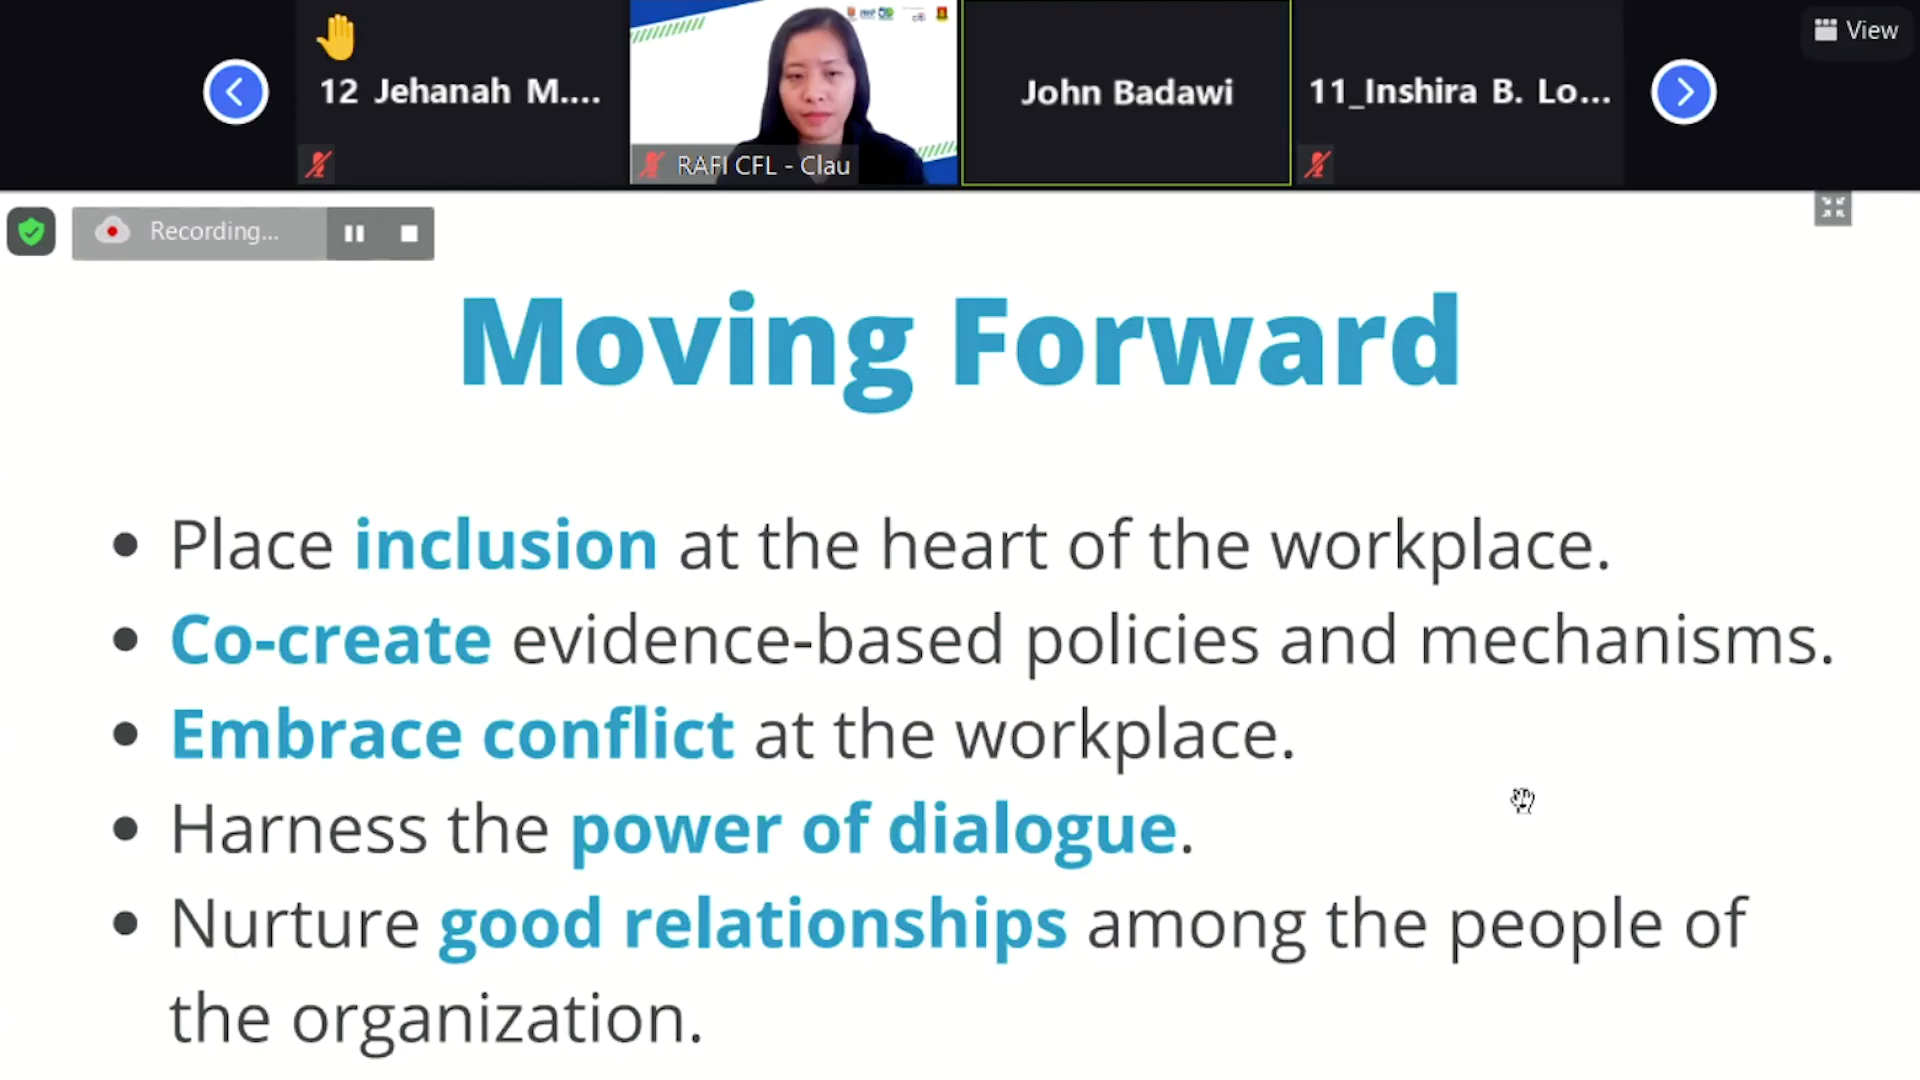 View
12 Jehanah M....
RAFI CFL - Clau
John Badawi
11_Inshira B. Lo...
Recording...
Moving Forward
• Place inclusion at the heart of the workplace.
• Co-create evidence-based policies and mechanisms.
• Embrace conflict at the workplace.
• Harness the power of dialogue.
• Nurture good relationships among the people of
the organization.